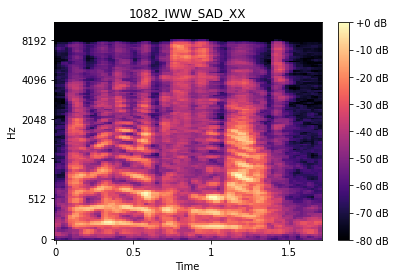 1082_IWW_SAD_XX
8192
4096
2048
1024
512
0
Hz
0
0.5
1
1.5
Time
+0 dB
-10 dB
-20 dB
-30 dB
-40 dB
-50 dB
-60 dB
-70 dB
-80 dB